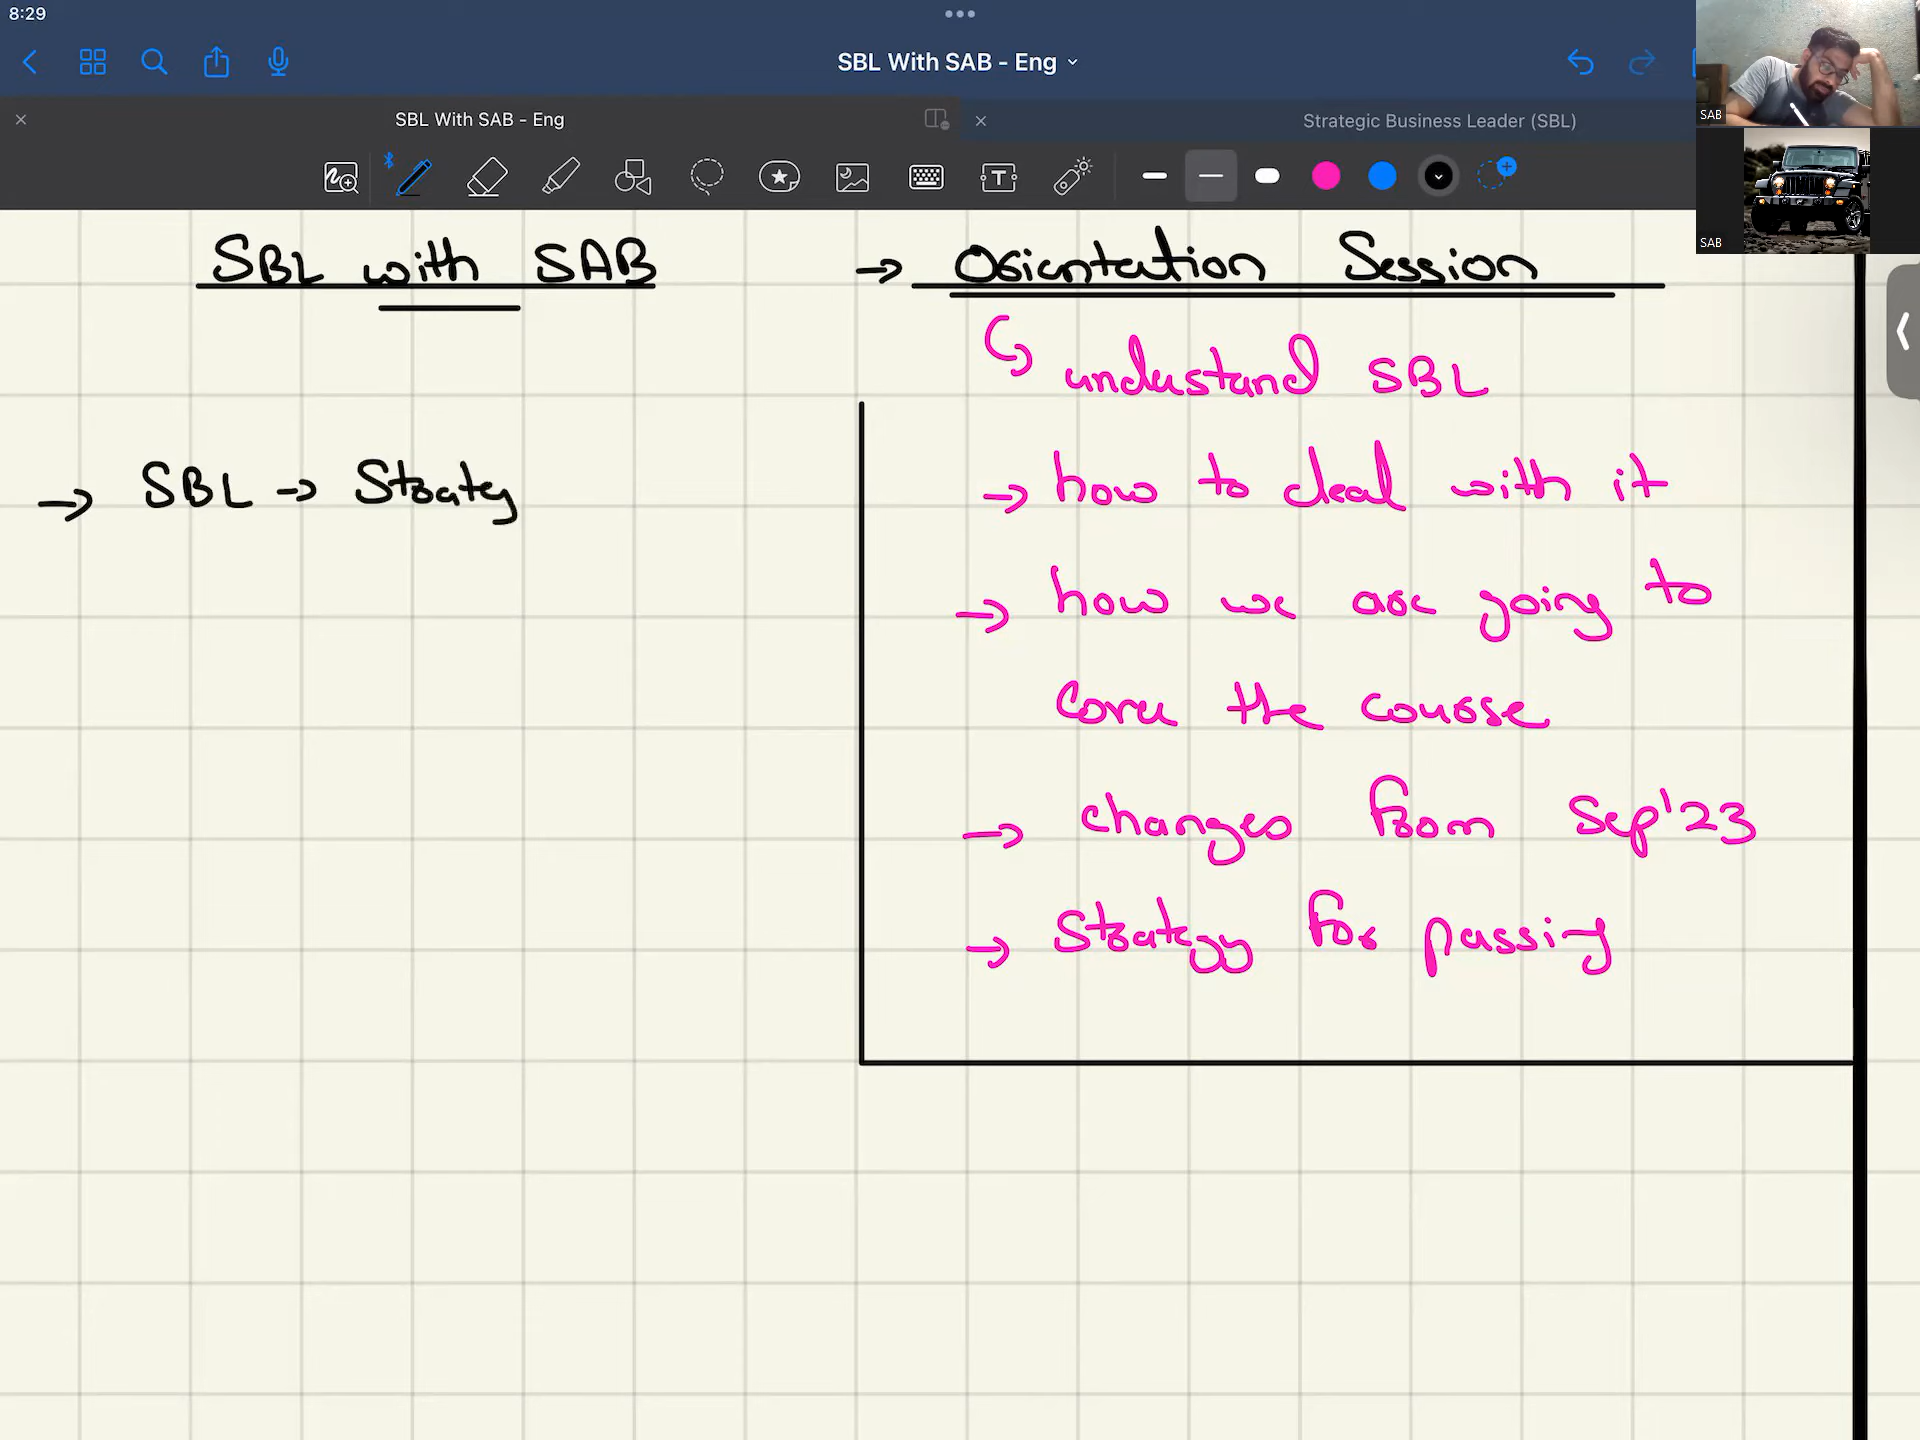 8:29
SBL With SAB - Eng
SBL With SAB - Eng
Strategic Business Leader (SBL)
SAB
SAB
T
SBL with SAB → Orientation Session
understand SBL
→ how to deal with it
→ SBL → Strateg
→ how we are going to
cover the course
→ changes from Sep'23
→ Strategy for passing